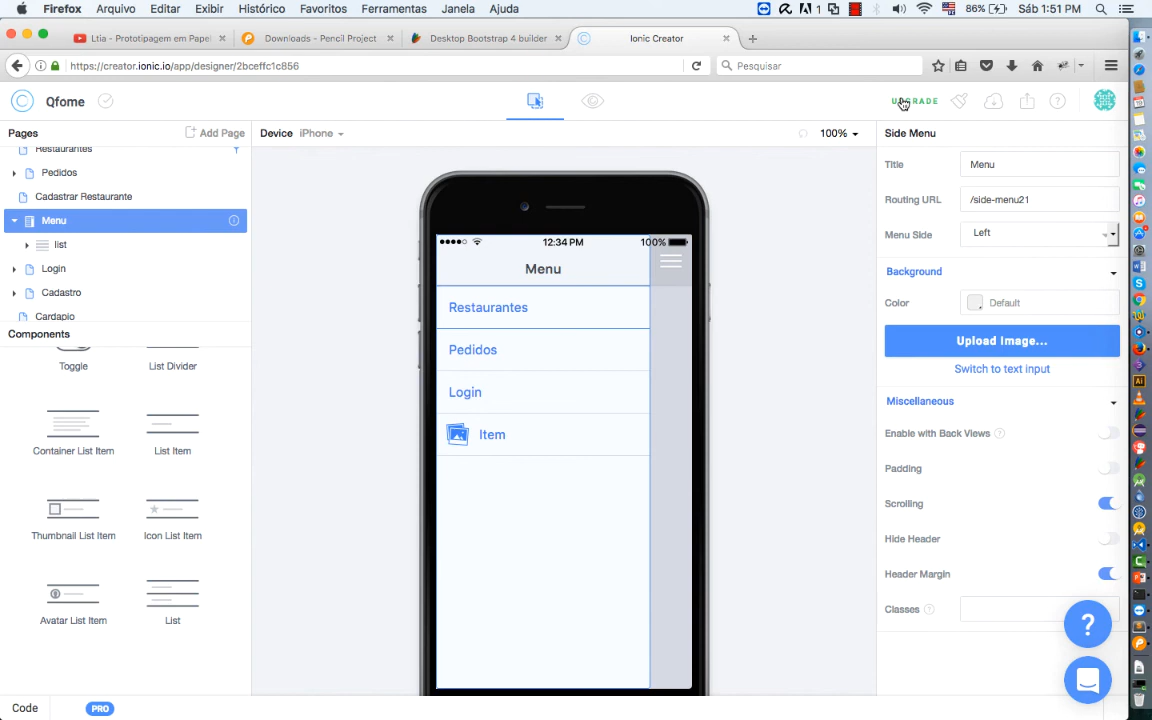 Firefox Arquivo Editar Exibir Histórico Favoritos Ferramentas Janela Ajuda 1 86% Sáb 1:51 PM
Ltia - Prototipagem em Papel
Downloads - Pencil Project
Desktop Bootstrap 4 builder
Ionic Creator
https://creator.ionic.io/app/designer/2bceffc1c856
Pesquisar
Qfome
UPGRADE
Pages
Add Page
Device iPhone
100%
Side Menu
Restaurantes
Pedidos
Cadastrar Restaurante
Menu
list
Login
Cadastro
Cardapio
Components
Toggle
List Divider
Container List Item
List Item
Thumbnail List Item
Icon List Item
Avatar List Item
List
12:34 PM
100%
Menu
Restaurantes
Pedidos
Login
Item
Title
Menu
Routing URL
/side-menu21
Menu Side
Left
Background
Color
Default
Upload Image...
Switch to text input
Miscellaneous
Enable with Back Views
Padding
Scrolling
Hide Header
Header Margin
Classes
Code
PRO